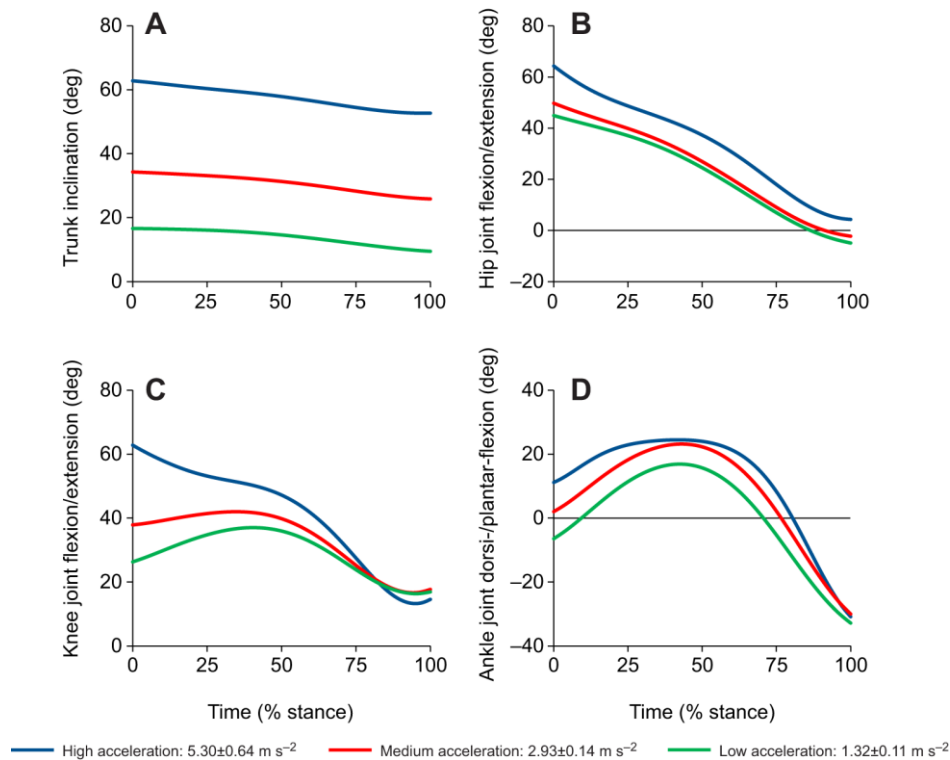 A
Trunk inclination (deg)
80
60
40
20
0
0 25 50 75 100
B
Hip joint flexion/extension (deg)
80
60
40
20
0
–20
0 25 50 75 100
C
Knee joint flexion/extension (deg)
80
60
40
20
0
0 25 50 75 100
Time (% stance)
D
Ankle joint dorsi-/plantar-flexion (deg)
40
20
0
–20
–40
0 25 50 75 100
Time (% stance)
High acceleration: 5.30±0.64 m s⁻²
Medium acceleration: 2.93±0.14 m s⁻²
Low acceleration: 1.32±0.11 m s⁻²